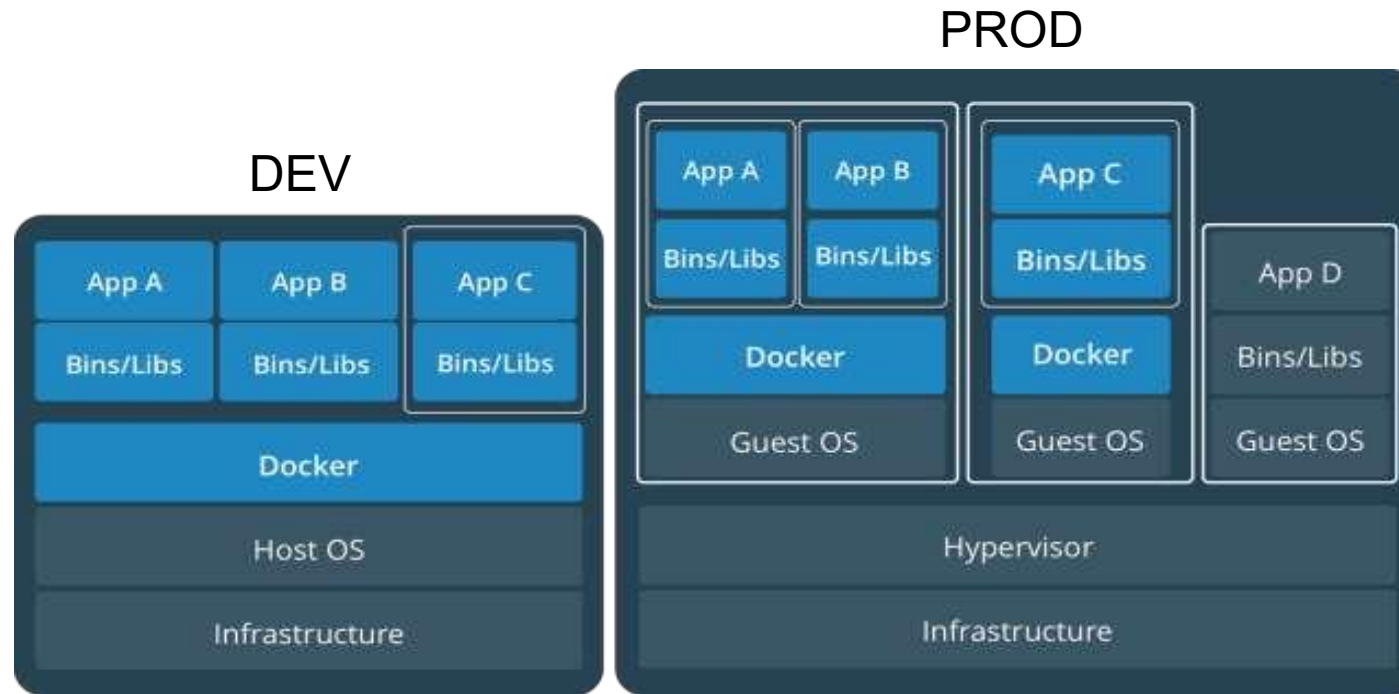 PROD
DEV
App A
App B
App C
Bins/Libs
Bins/Libs
Bins/Libs
Docker
Host OS
Infrastructure
App A
App B
App C
Bins/Libs
Bins/Libs
Bins/Libs
App D
Docker
Docker
Bins/Libs
Guest OS
Guest OS
Guest OS
Hypervisor
Infrastructure